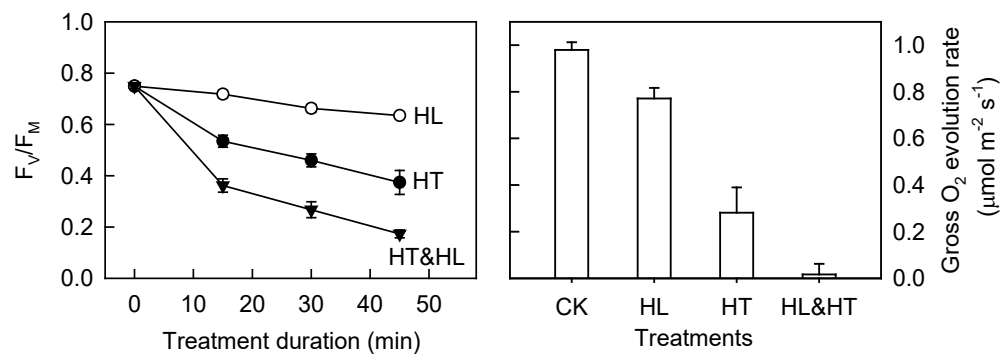 1.0
0.8
0.6
0.4
0.2
0.0
F_V/F_M
HL
HT
HT&HL
0 10 20 30 40 50
Treatment duration (min)
1.0
0.8
0.6
0.4
0.2
0.0
Gross O₂ evolution rate
(μmol m⁻² s⁻¹)
CK HL HT HL&HT
Treatments